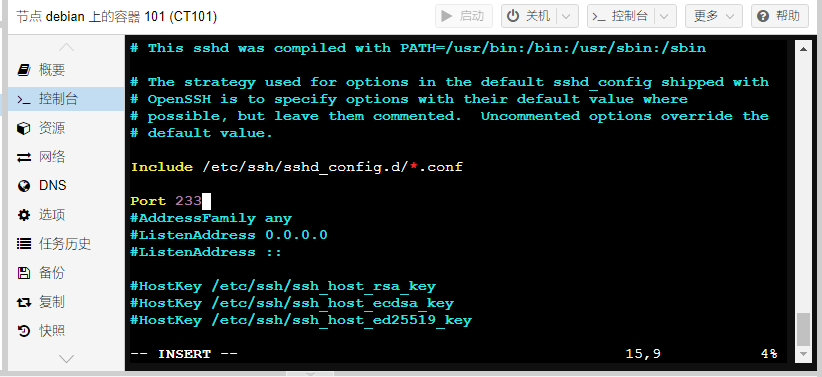 节点 debian 上的容器 101 (CT101)
启动
关机
控制台
更多
帮助
概要
控制台
资源
网络
DNS
选项
任务历史
备份
复制
快照
# This sshd was compiled with PATH=/usr/bin:/bin:/usr/sbin:/sbin
# The strategy used for options in the default sshd_config shipped with
# OpenSSH is to specify options with their default value where
# possible, but leave them commented.  Uncommented options override the
# default value.
Include /etc/ssh/sshd_config.d/*.conf
Port 233
#AddressFamily any
#ListenAddress 0.0.0.0
#ListenAddress ::
#HostKey /etc/ssh/ssh_host_rsa_key
#HostKey /etc/ssh/ssh_host_ecdsa_key
#HostKey /etc/ssh/ssh_host_ed25519_key
-- INSERT -- 15,9 4%